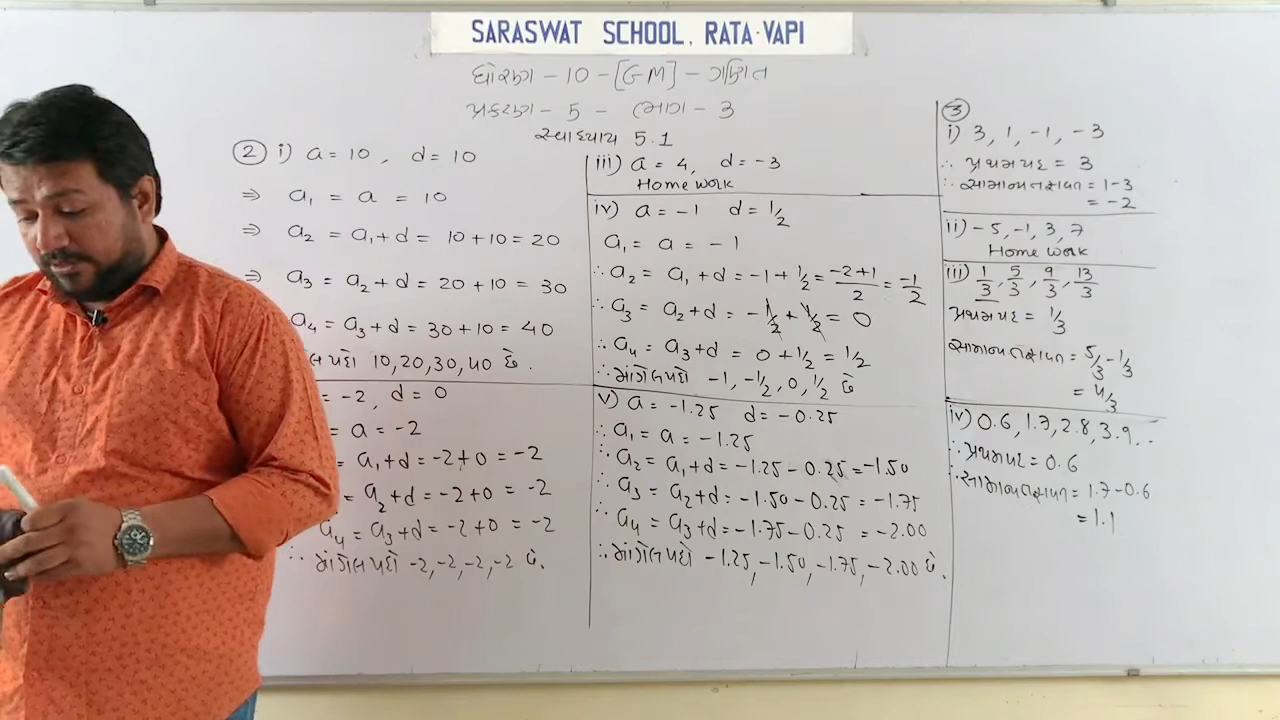 SARASWAT SCHOOL, RATA-VAPI
ધોરણ - 10 - [GM] - ગણિત
પ્રકરણ - 5 - ભાગ - 3
સ્વાધ્યાય 5.1
② i) a = 10, d = 10
⇒ a₁ = a = 10
⇒ a₂ = a₁+d = 10+10 = 20
⇒ a₃ = a₂+d = 20+10 = 30
a₄ = a₃+d = 30+10 = 40
પદો 10,20,30,40 છે.
= -2, d = 0
= a = -2
= a₁+d = -2+0 = -2
= a₂+d = -2+0 = -2
a₄ = a₃+d = -2+0 = -2
∴ માંગેલ પદો -2,-2,-2,-2 છે.
iii) a = 4, d = -3
Home work
iv) a = -1 d = 1/2
a₁ = a = -1
∴ a₂ = a₁+d = -1 + 1/2 = (-2+1)/2 = -1/2
∴ a₃ = a₂+d = -1/2 + 1/2 = 0
∴ a₄ = a₃+d = 0 + 1/2 = 1/2
∴ માંગેલ પદો -1, -1/2, 0, 1/2 છે
v) a = -1.25 d = -0.25
∴ a₁ = a = -1.25
∴ a₂ = a₁+d = -1.25-0.25 = -1.50
∴ a₃ = a₂+d = -1.50-0.25 = -1.75
∴ a₄ = a₃+d = -1.75-0.25 = -2.00
∴ માંગેલ પદો -1.25, -1.50, -1.75, -2.00 છે.
③
i) 3, 1, -1, -3
∴ પ્રથમ પદ = 3
∴ સામાન્ય તફાવત = 1-3
= -2
ii) -5, -1, 3, 7
Home work
iii) 1/3, 5/3, 9/3, 13/3
પ્રથમ પદ = 1/3
સામાન્ય તફાવત = 5/3 - 1/3
= 4/3
iv) 0.6, 1.7, 2.8, 3.9, ..
∴ પ્રથમ પદ = 0.6
∴ સામાન્ય તફાવત = 1.7-0.6
= 1.1